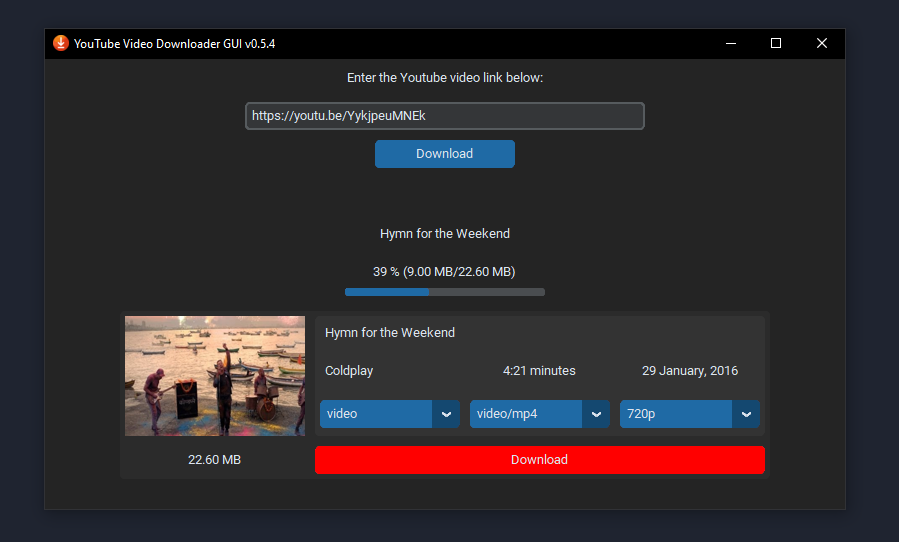 YouTube Video Downloader GUI v0.5.4
Enter the Youtube video link below:
https://youtu.be/YykjpeuMNEk
Download
Hymn for the Weekend
39 % (9.00 MB/22.60 MB)
Hymn for the Weekend
Coldplay 4:21 minutes 29 January, 2016
video video/mp4 720p
22.60 MB Download